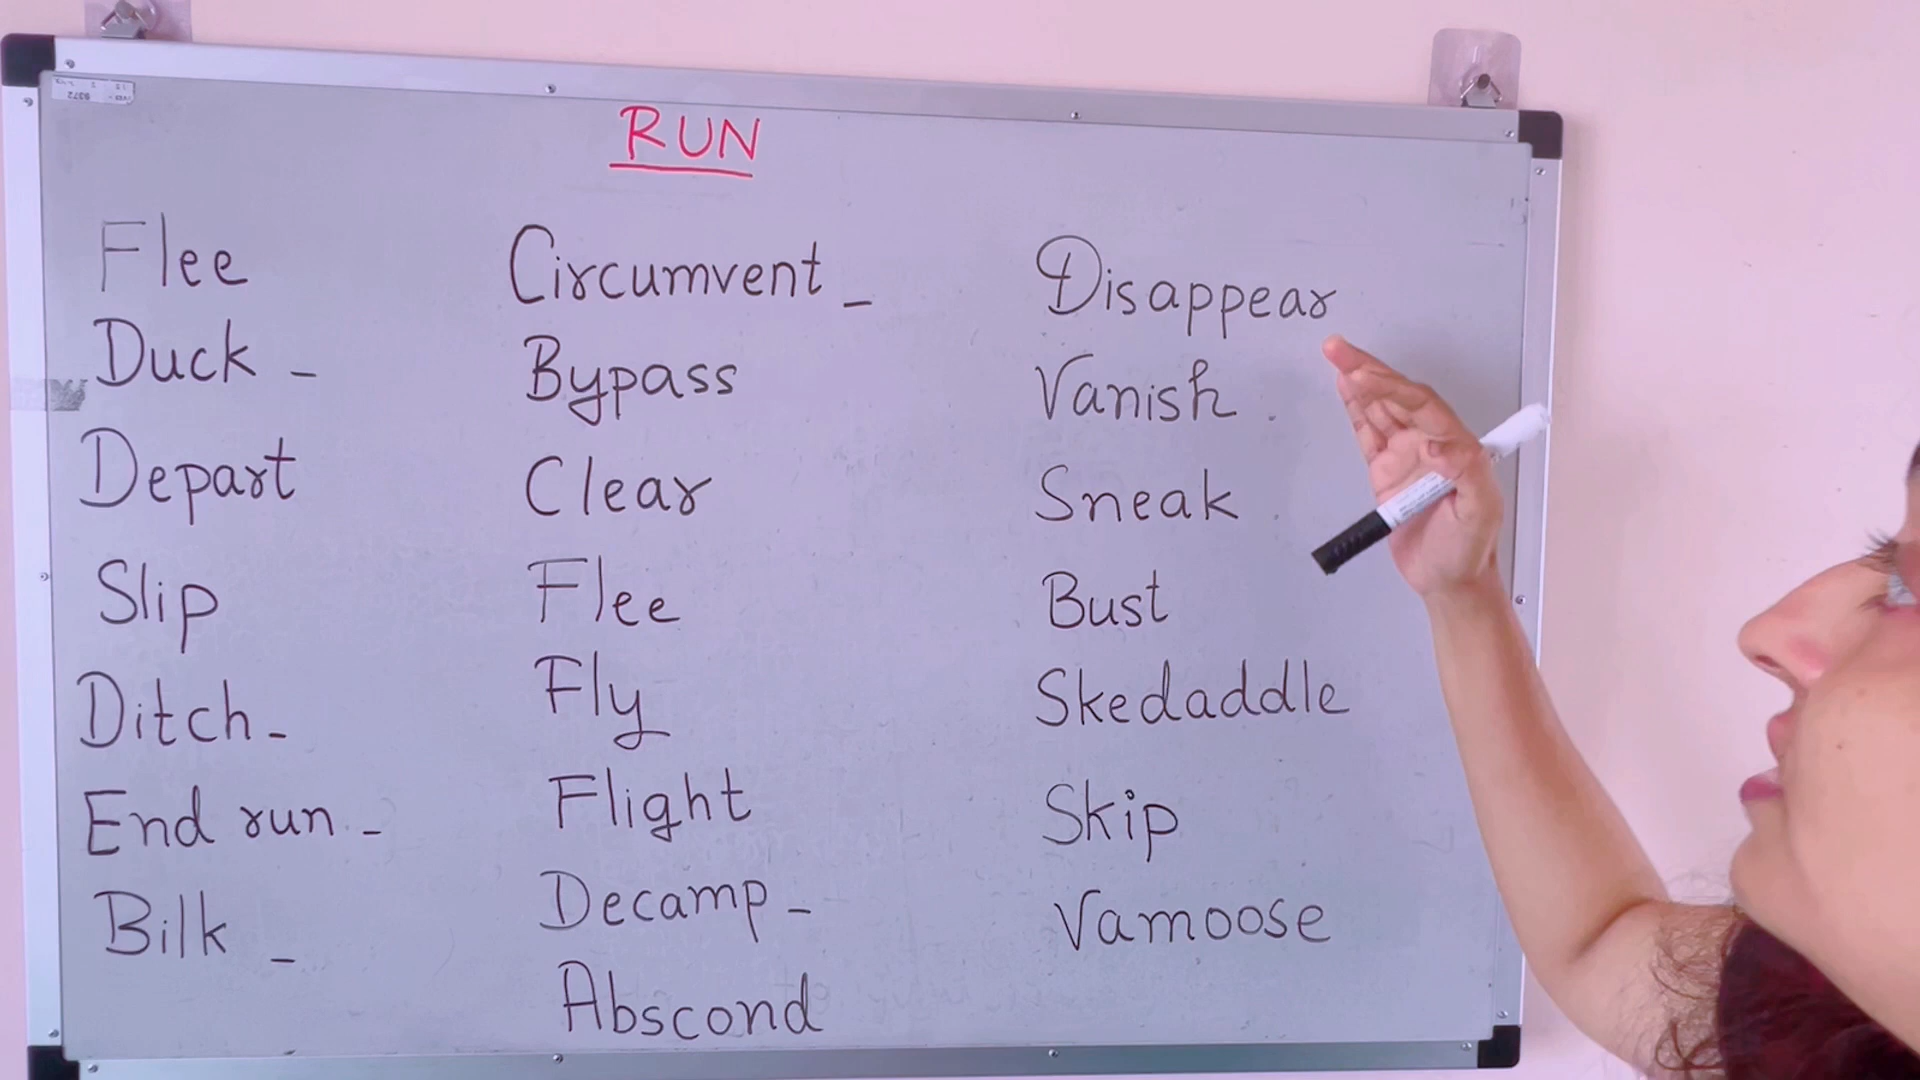 RUN
Flee
Duck -
Depart
Slip
Ditch -
End run -
Bilk -
Circumvent -
Bypass
Clear
Flee
Fly
Flight
Decamp -
Abscond
Disappear
Vanish
Sneak
Bust
Skedaddle
Skip
Vamoose